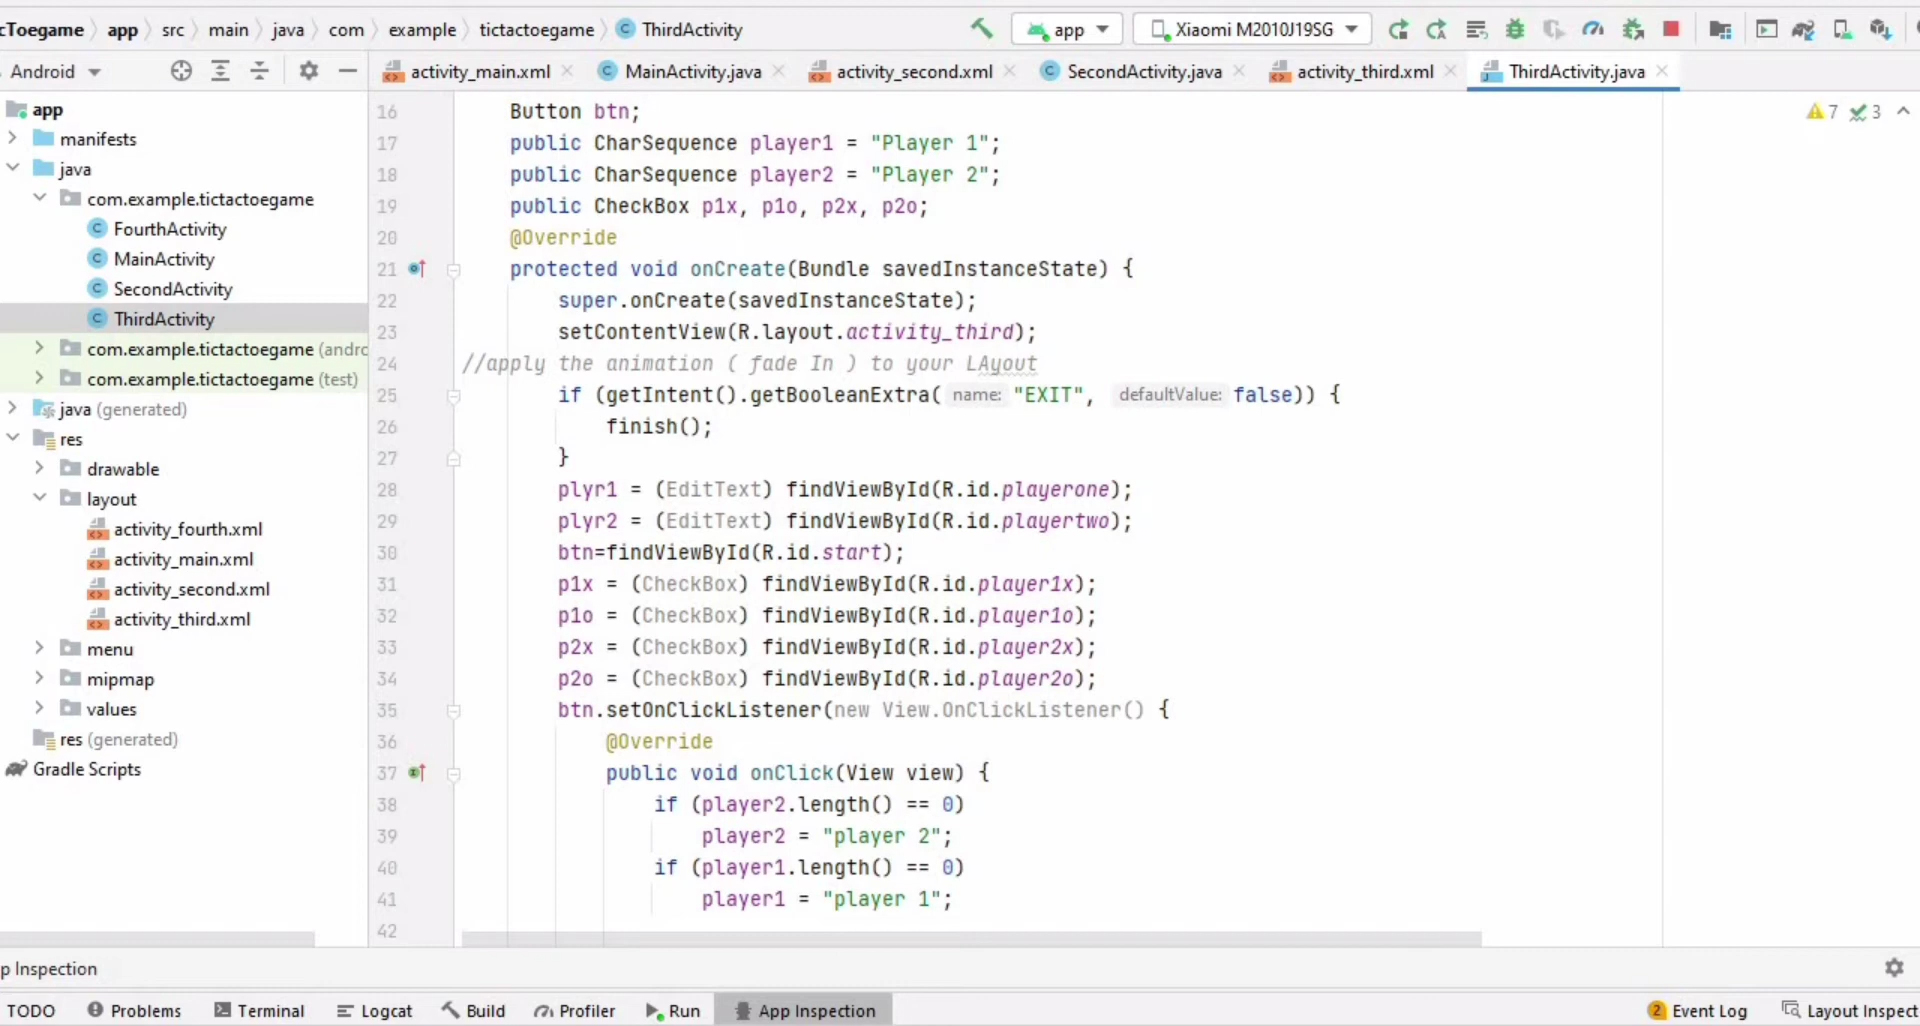 cToegame app src main java com example tictactoegame ThirdActivity app Xiaomi M2010J19SG
Android activity_main.xml MainActivity.java activity_second.xml SecondActivity.java activity_third.xml ThirdActivity.java
app
manifests
java
com.example.tictactoegame
FourthActivity
MainActivity
SecondActivity
ThirdActivity
com.example.tictactoegame (andro
com.example.tictactoegame (test)
java (generated)
res
drawable
layout
activity_fourth.xml
activity_main.xml
activity_second.xml
activity_third.xml
menu
mipmap
values
res (generated)
Gradle Scripts
7 3
16 Button btn;
17 public CharSequence player1 = "Player 1";
18 public CharSequence player2 = "Player 2";
19 public CheckBox p1x, p1o, p2x, p2o;
20 @Override
21 protected void onCreate(Bundle savedInstanceState) {
22 super.onCreate(savedInstanceState);
23 setContentView(R.layout.activity_third);
24 //apply the animation ( fade In ) to your LAyout
25 if (getIntent().getBooleanExtra( name: "EXIT", defaultValue: false)) {
26 finish();
27 }
28 plyr1 = (EditText) findViewById(R.id.playerone);
29 plyr2 = (EditText) findViewById(R.id.playertwo);
30 btn=findViewById(R.id.start);
31 p1x = (CheckBox) findViewById(R.id.player1x);
32 p1o = (CheckBox) findViewById(R.id.player1o);
33 p2x = (CheckBox) findViewById(R.id.player2x);
34 p2o = (CheckBox) findViewById(R.id.player2o);
35 btn.setOnClickListener(new View.OnClickListener() {
36 @Override
37 public void onClick(View view) {
38 if (player2.length() == 0)
39 player2 = "player 2";
40 if (player1.length() == 0)
41 player1 = "player 1";
42
p Inspection
TODO Problems Terminal Logcat Build Profiler Run App Inspection 2 Event Log Layout Inspect